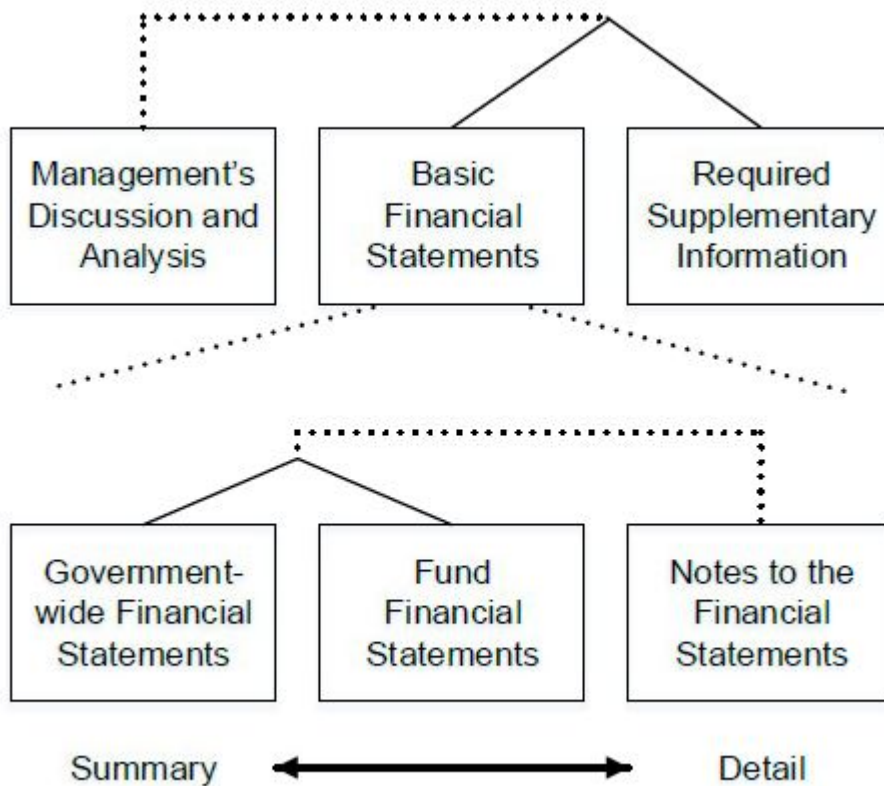 Management's
Discussion and
Analysis
Basic
Financial
Statements
Required
Supplementary
Information
Government-
wide Financial
Statements
Fund
Financial
Statements
Notes to the
Financial
Statements
Summary
Detail